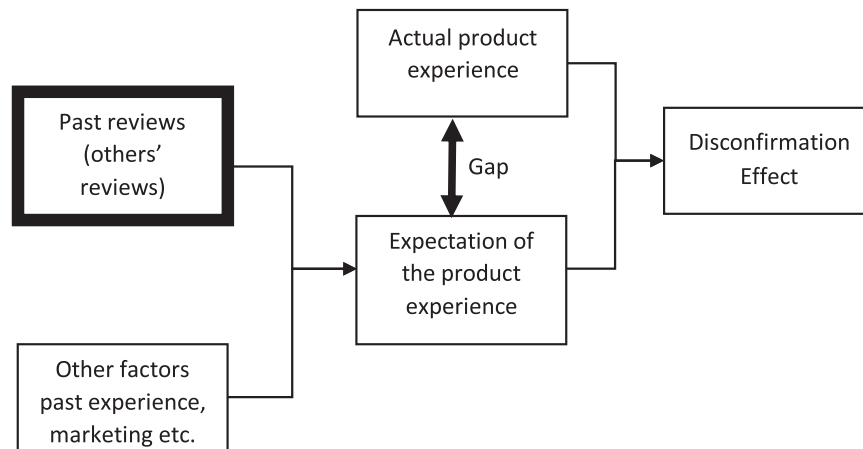 Actual product
experience
Past reviews
(others’
reviews)
Gap
Disconfirmation
Effect
Expectation of
the product
experience
Other factors
past experience,
marketing etc.